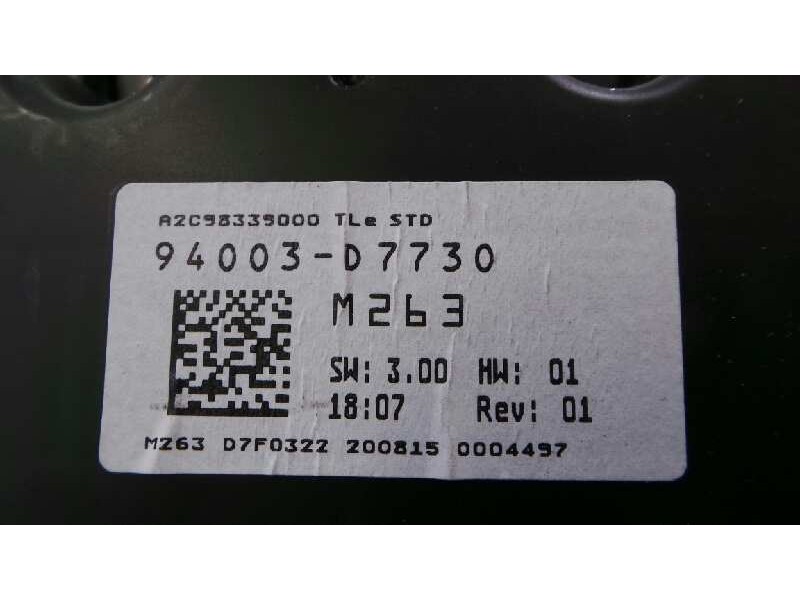 A2C98339000 TLe STD
94003-D7730
M263
SW: 3.00 HW: 01
18:07 Rev: 01
M263 D7F0322 200815 0004497